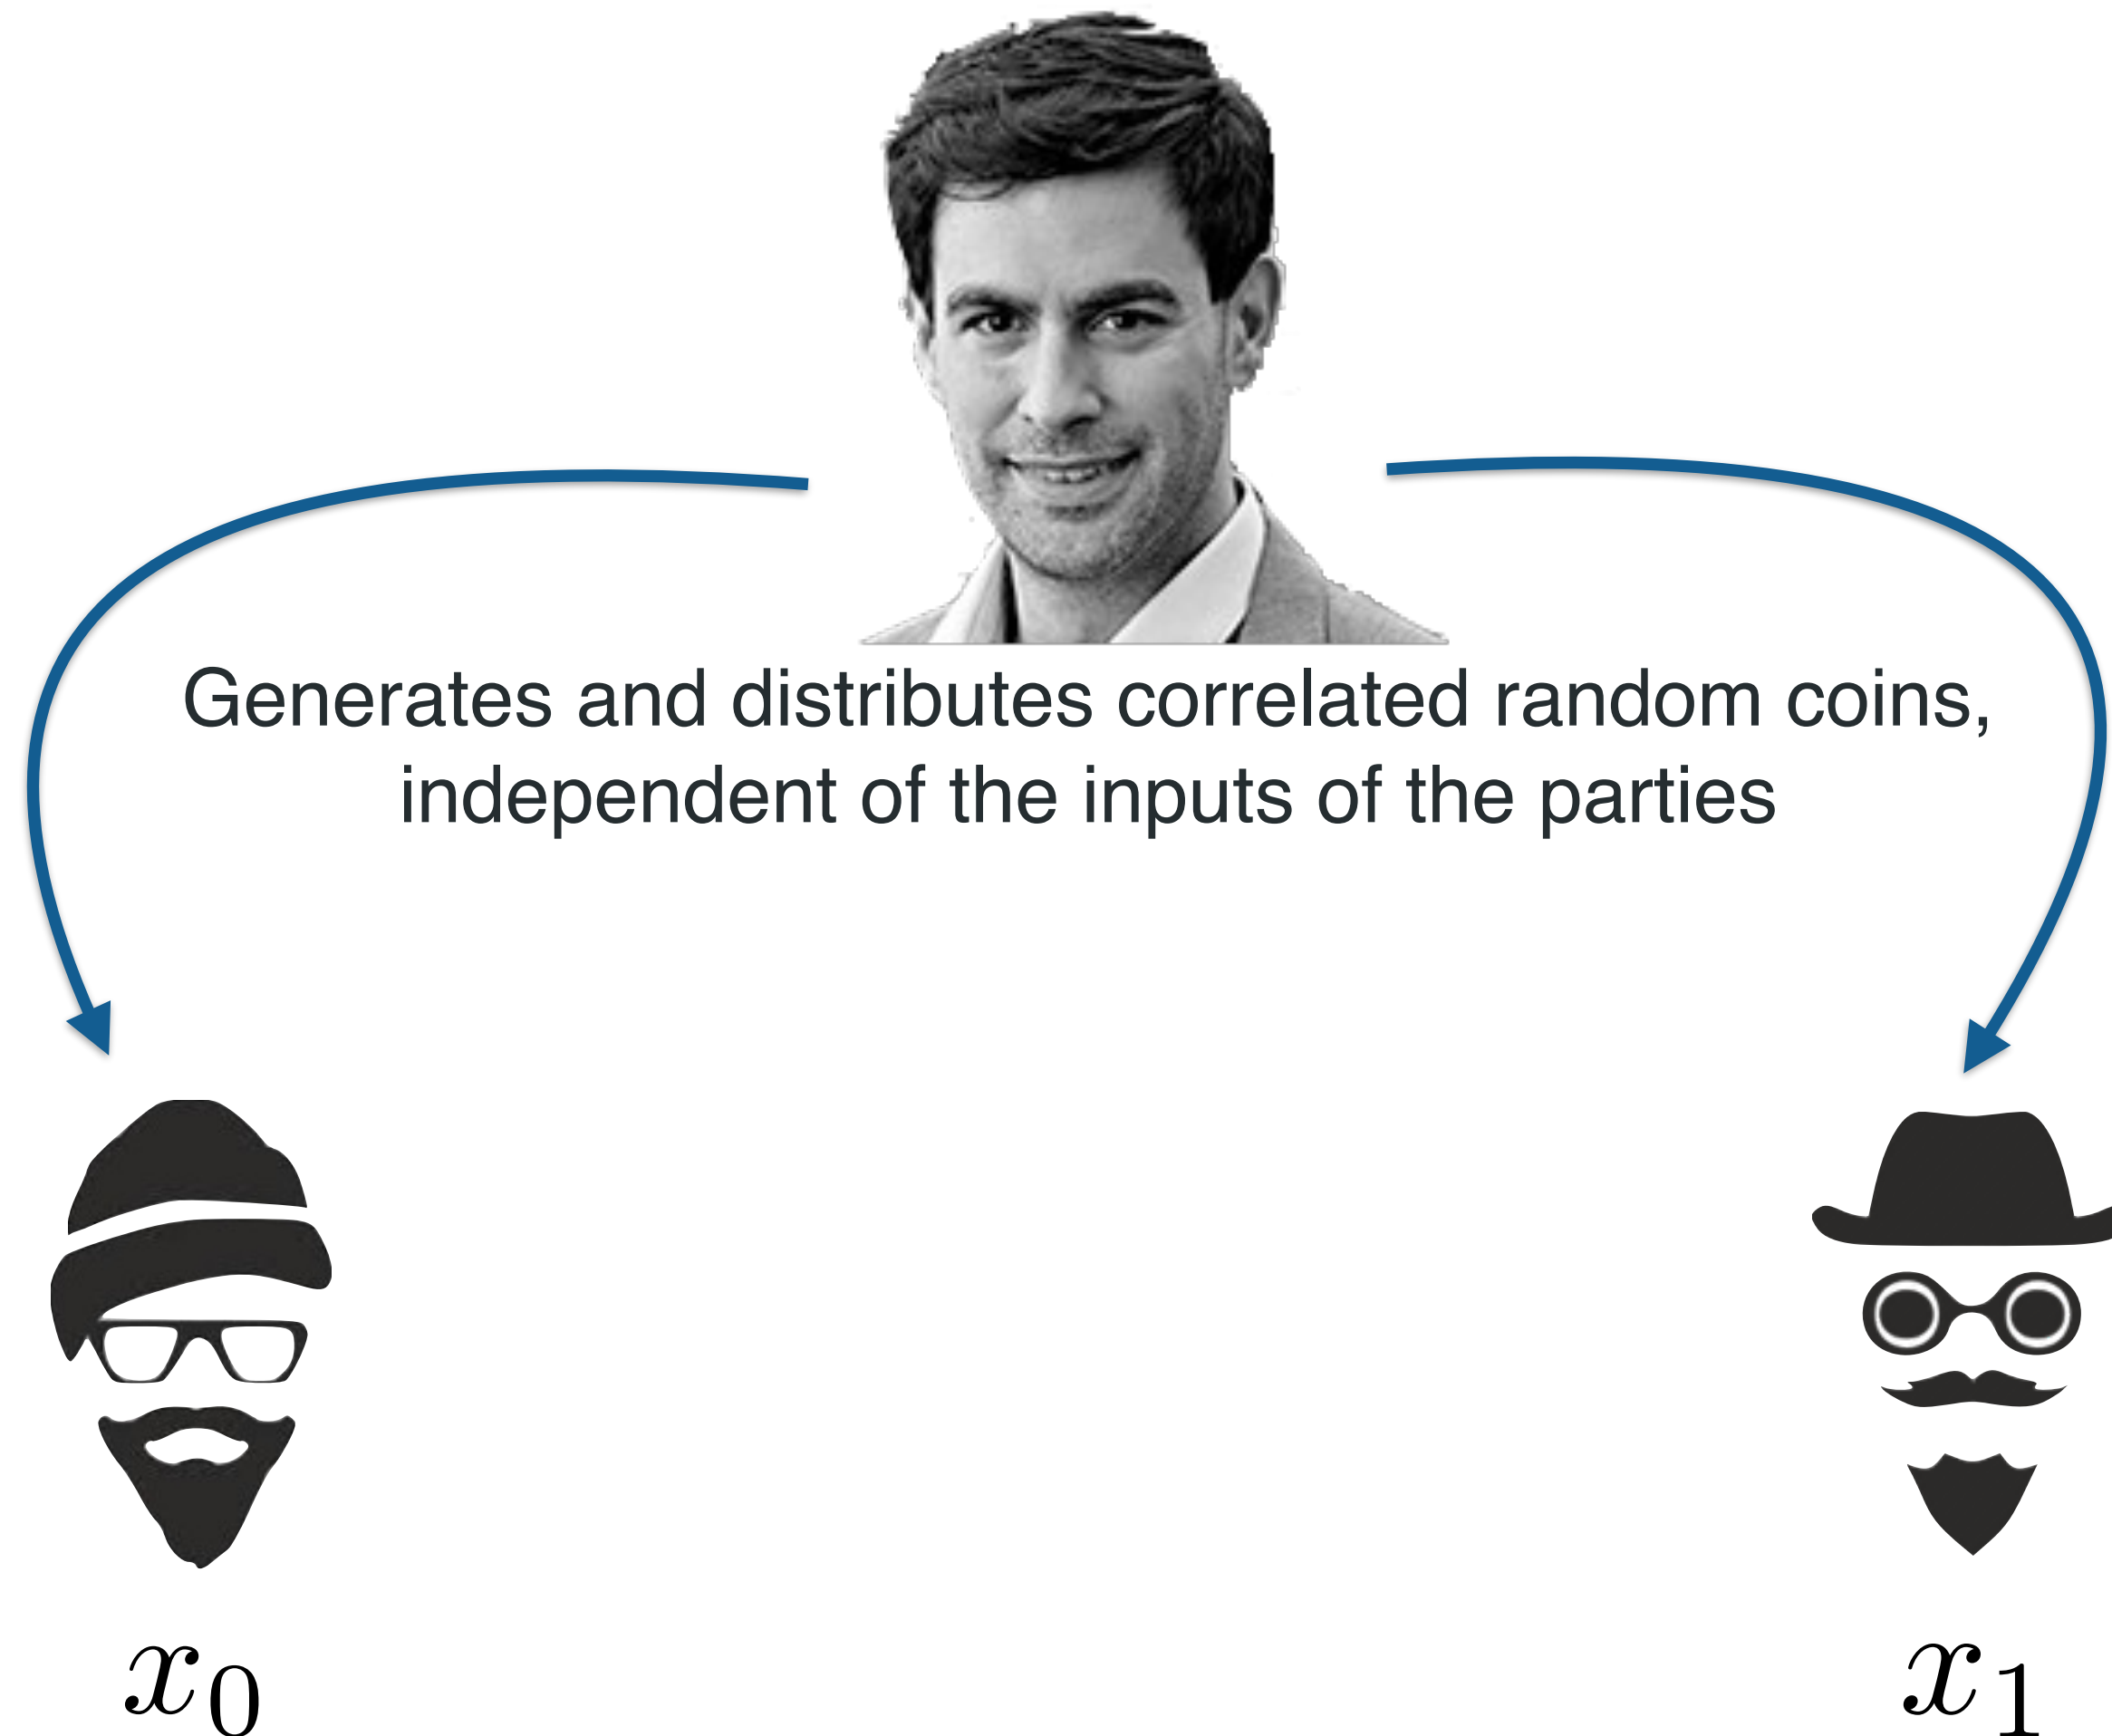 Generates and distributes correlated random coins,
independent of the inputs of the parties
x₀ x₁